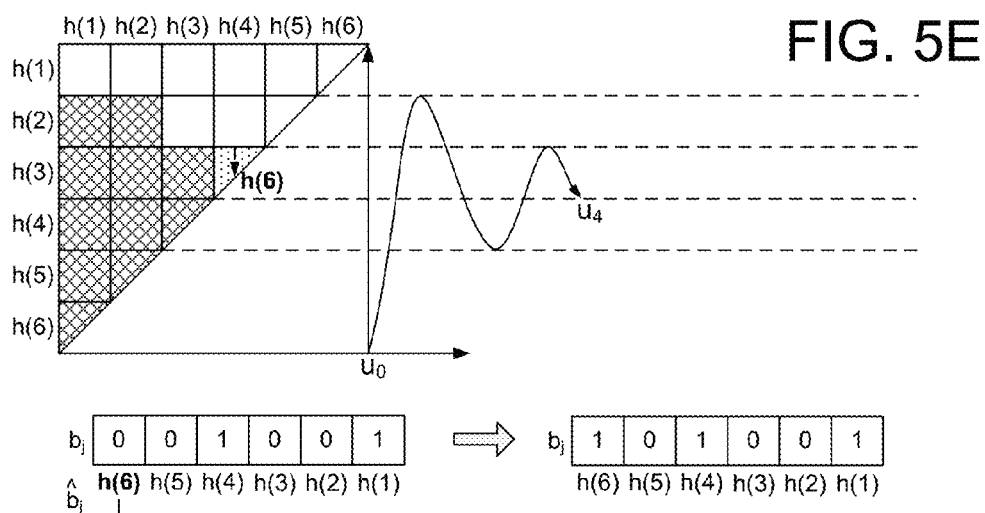 FIG. 5E
h(1) h(2) h(3) h(4) h(5) h(6)
h(1)
h(2)
h(3)
h(6)
h(4)
u4
h(5)
h(6)
u0
bj 0 0 1 0 0 1
bj 1 0 1 0 0 1
b̂j h(6) h(5) h(4) h(3) h(2) h(1)
h(6) h(5) h(4) h(3) h(2) h(1)